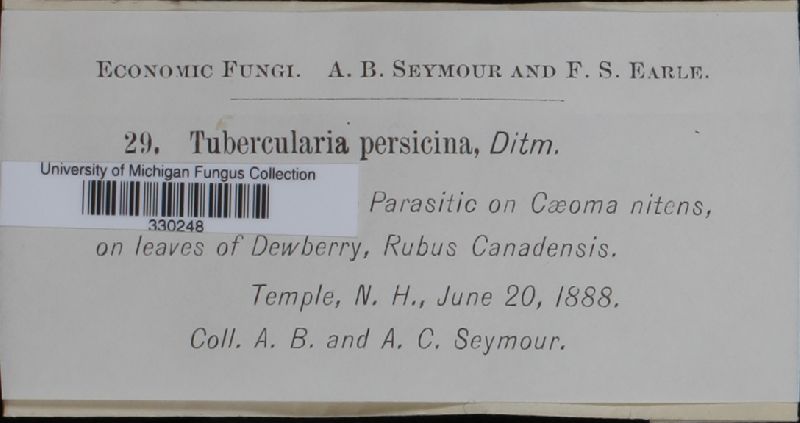 ECONOMIC FUNGI. A. B. SEYMOUR AND F. S. EARLE.
29. Tubercularia persicina, Ditm.
University of Michigan Fungus Collection
330248
Parasitic on Cæoma nitens,
on leaves of Dewberry, Rubus Canadensis.
Temple, N. H., June 20, 1888.
Coll. A. B. and A. C. Seymour.